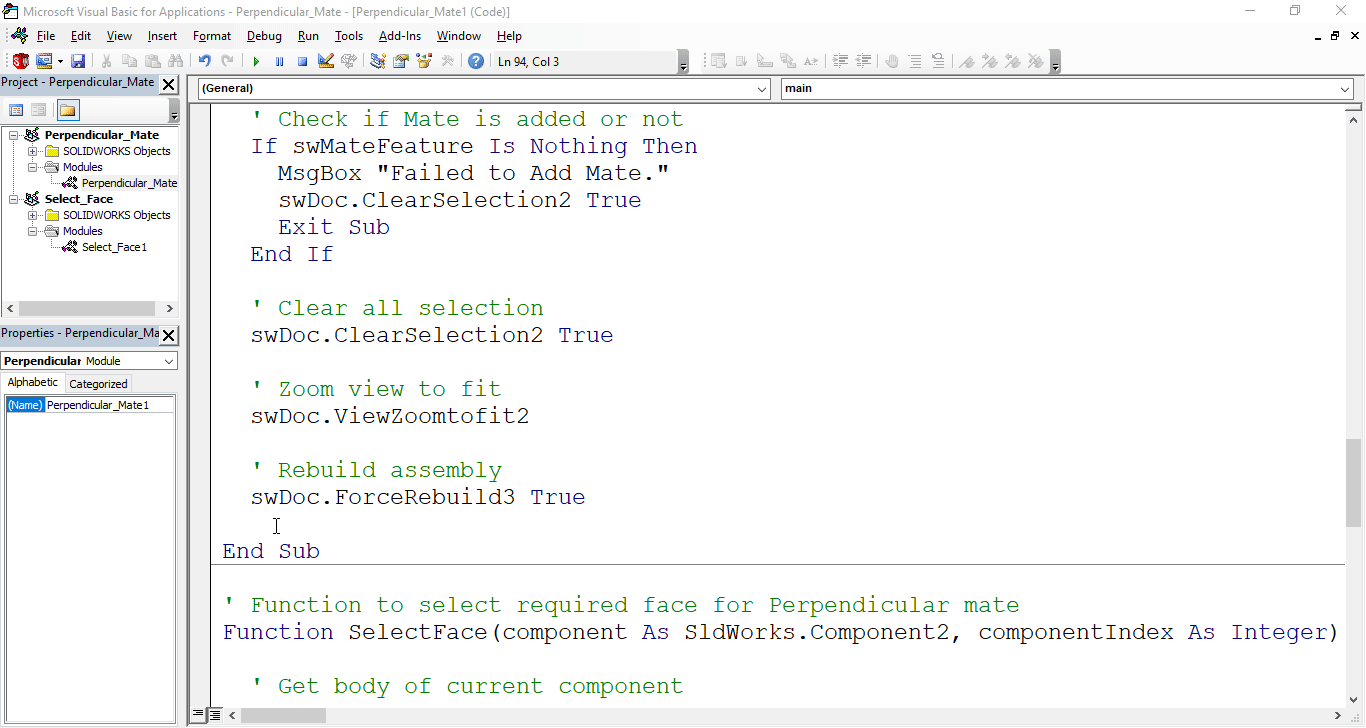 Microsoft Visual Basic for Applications - Perpendicular_Mate - [Perpendicular_Mate1 (Code)]
File Edit View Insert Format Debug Run Tools Add-Ins Window Help
Ln 94, Col 3
Project - Perpendicular_Mate
Perpendicular_Mate
SOLIDWORKS Objects
Modules
Perpendicular_Mate
Select_Face
SOLIDWORKS Objects
Modules
Select_Face1
Properties - Perpendicular_Ma
Perpendicular Module
Alphabetic Categorized
(Name) Perpendicular_Mate1
(General) main
' Check if Mate is added or not
If swMateFeature Is Nothing Then
MsgBox "Failed to Add Mate."
swDoc.ClearSelection2 True
Exit Sub
End If
' Clear all selection
swDoc.ClearSelection2 True
' Zoom view to fit
swDoc.ViewZoomtofit2
' Rebuild assembly
swDoc.ForceRebuild3 True
End Sub
' Function to select required face for Perpendicular mate
Function SelectFace(component As SldWorks.Component2, componentIndex As Integer)
' Get body of current component